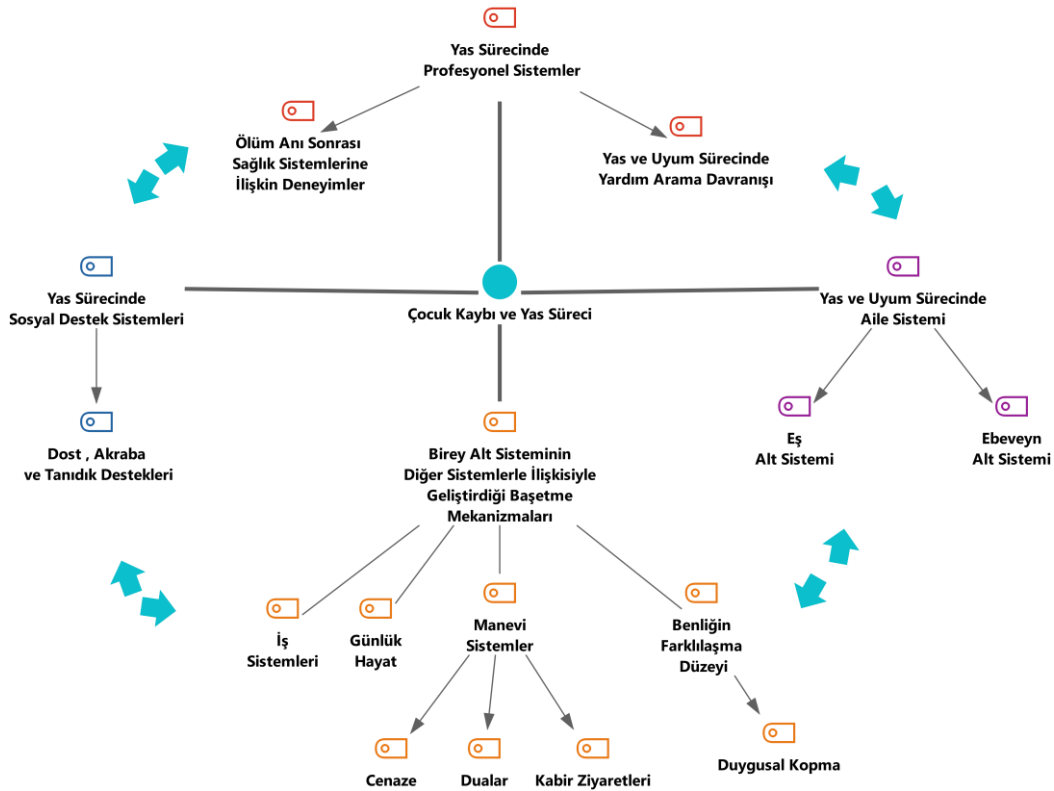 Yas Sürecinde
Profesyonel Sistemler
Ölüm Anı Sonrası
Sağlık Sistemlerine
İlişkin Deneyimler
Yas ve Uyum Sürecinde
Yardım Arama Davranışı
Yas Sürecinde
Sosyal Destek Sistemleri
Çocuk Kaybı ve Yas Süreci
Yas ve Uyum Sürecinde
Aile Sistemi
Dost , Akraba
ve Tanıdık Destekleri
Birey Alt Sisteminin
Diğer Sistemlerle İlişkisiyle
Geliştirdiği Başetme
Mekanizmaları
Eş
Alt Sistemi
Ebeveyn
Alt Sistemi
İş
Sistemleri
Günlük
Hayat
Manevi
Sistemler
Benliğin
Farklılaşma
Düzeyi
Cenaze
Dualar
Kabir Ziyaretleri
Duygusal Kopma